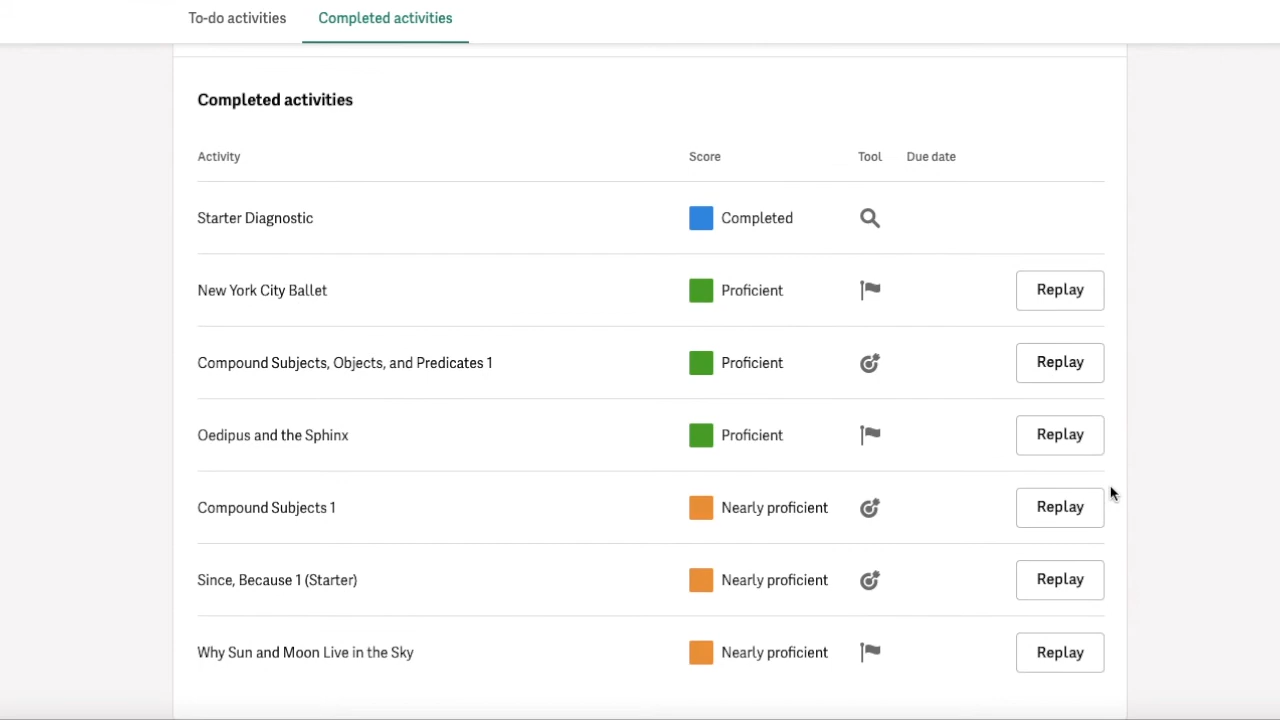 To-do activities Completed activities
Completed activities
Activity Score Tool Due date
Starter Diagnostic Completed
New York City Ballet Proficient Replay
Compound Subjects, Objects, and Predicates 1 Proficient Replay
Oedipus and the Sphinx Proficient Replay
Compound Subjects 1 Nearly proficient Replay
Since, Because 1 (Starter) Nearly proficient Replay
Why Sun and Moon Live in the Sky Nearly proficient Replay